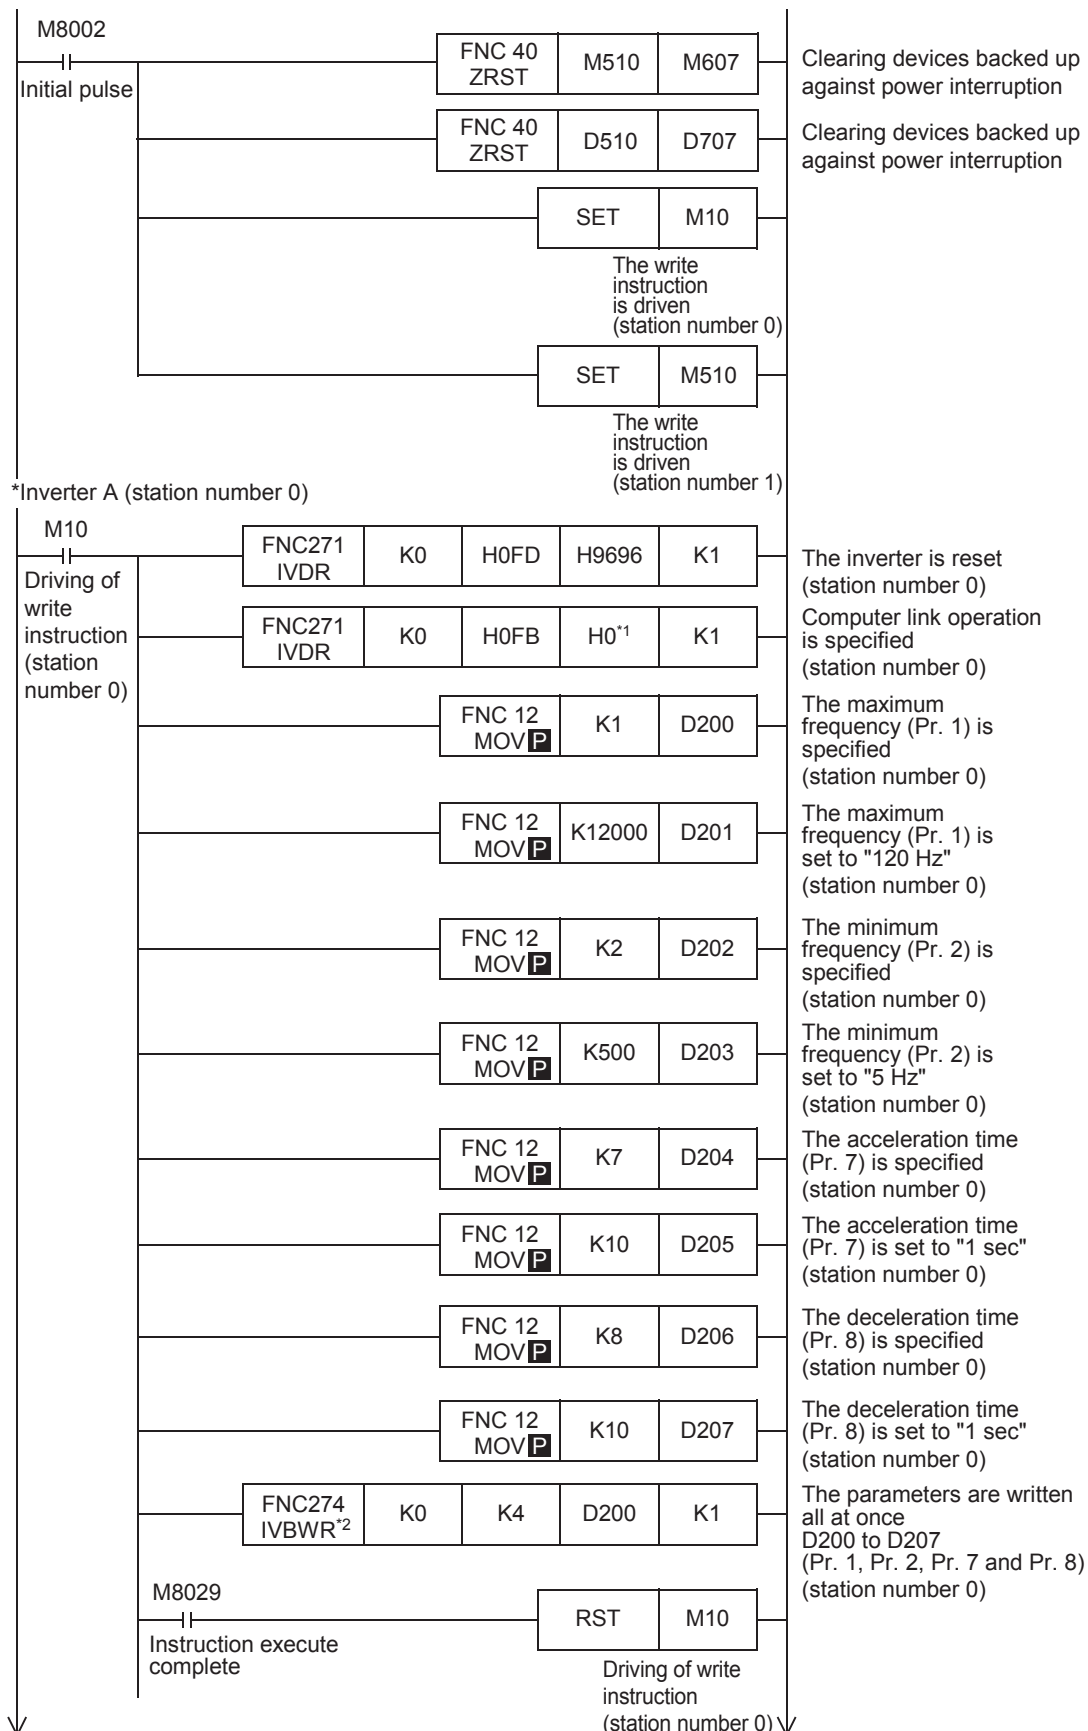 M8002
Initial pulse
FNC 40
ZRST
M510
M607
Clearing devices backed up
against power interruption
FNC 40
ZRST
D510
D707
Clearing devices backed up
against power interruption
SET
M10
The write
instruction
is driven
(station number 0)
SET
M510
The write
instruction
is driven
(station number 1)
*Inverter A (station number 0)
M10
Driving of
write
instruction
(station
number 0)
FNC271
IVDR
K0
H0FD
H9696
K1
The inverter is reset
(station number 0)
FNC271
IVDR
K0
H0FB
H0*1
K1
Computer link operation
is specified
(station number 0)
FNC 12
MOV P
K1
D200
The maximum
frequency (Pr. 1) is
specified
(station number 0)
FNC 12
MOV P
K12000
D201
The maximum
frequency (Pr. 1) is
set to "120 Hz"
(station number 0)
FNC 12
MOV P
K2
D202
The minimum
frequency (Pr. 2) is
specified
(station number 0)
FNC 12
MOV P
K500
D203
The minimum
frequency (Pr. 2) is
set to "5 Hz"
(station number 0)
FNC 12
MOV P
K7
D204
The acceleration time
(Pr. 7) is specified
(station number 0)
FNC 12
MOV P
K10
D205
The acceleration time
(Pr. 7) is set to "1 sec"
(station number 0)
FNC 12
MOV P
K8
D206
The deceleration time
(Pr. 8) is specified
(station number 0)
FNC 12
MOV P
K10
D207
The deceleration time
(Pr. 8) is set to "1 sec"
(station number 0)
FNC274
IVBWR*2
K0
K4
D200
K1
The parameters are written
all at once
D200 to D207
(Pr. 1, Pr. 2, Pr. 7 and Pr. 8)
(station number 0)
M8029
Instruction execute
complete
RST
M10
Driving of write
instruction
(station number 0)